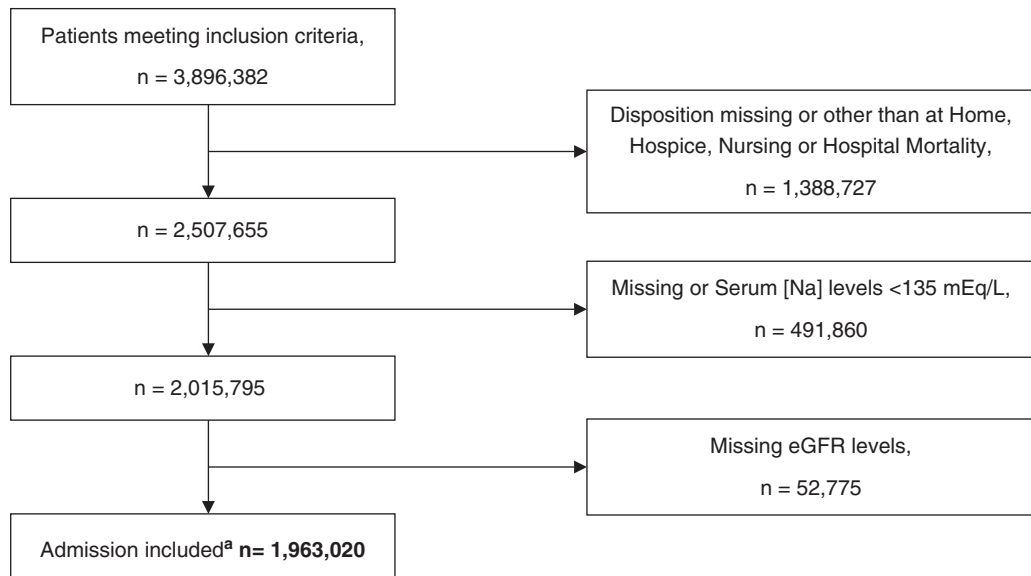 Patients meeting inclusion criteria,
n = 3,896,382
Disposition missing or other than at Home,
Hospice, Nursing or Hospital Mortality,
n = 1,388,727
n = 2,507,655
Missing or Serum [Na] levels <135 mEq/L,
n = 491,860
n = 2,015,795
Missing eGFR levels,
n = 52,775
Admission includedᵃ n= 1,963,020